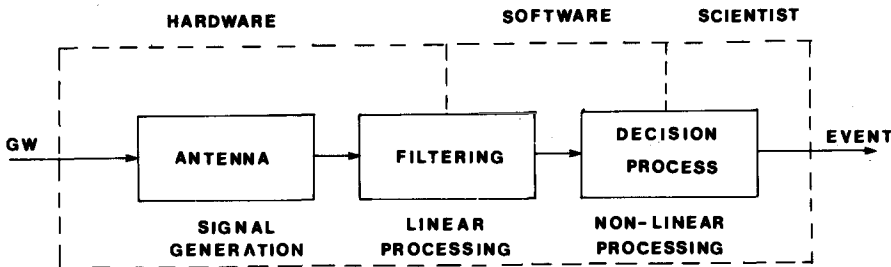 HARDWARE
SOFTWARE
SCIENTIST
GW
ANTENNA
FILTERING
DECISION
PROCESS
EVENT
SIGNAL
GENERATION
LINEAR
PROCESSING
NON-LINEAR
PROCESSING